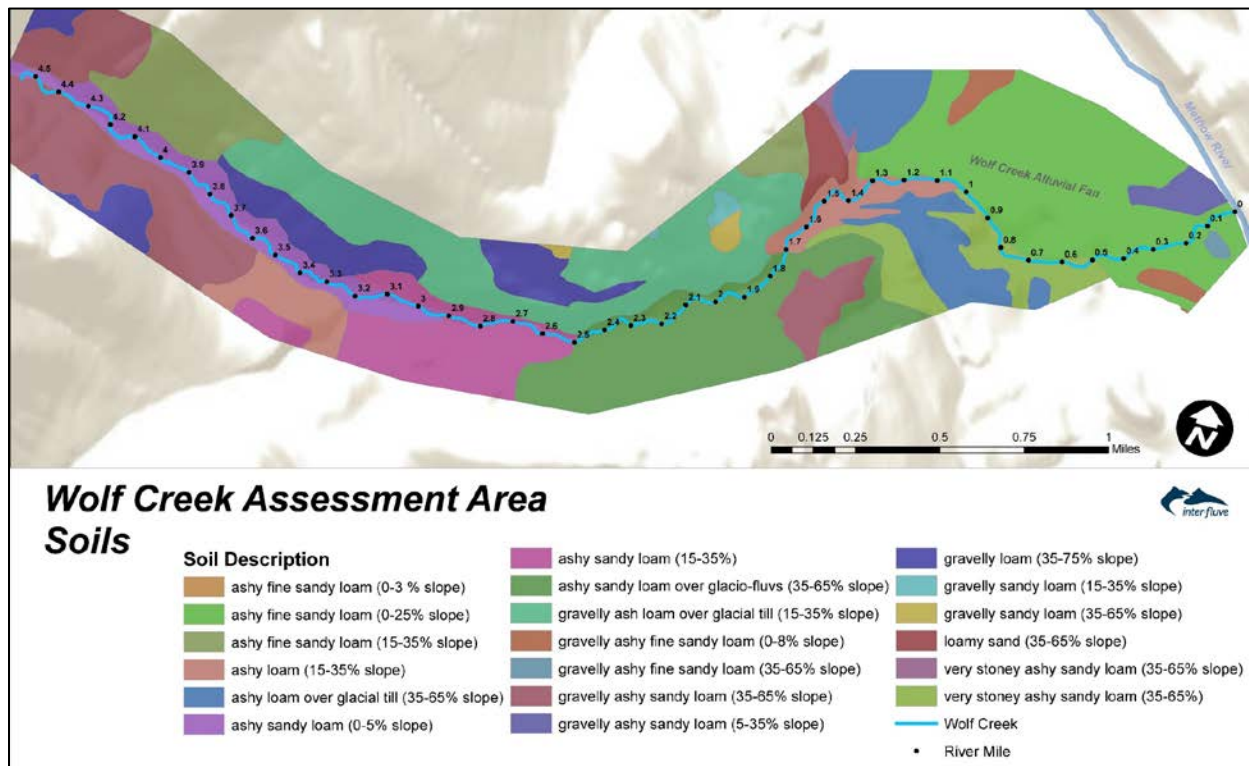 4.5
4.4
4.3
4.2
4.1
4
3.9
3.8
3.7
3.6
3.5
3.4
3.3
3.2
3.1
3
2.9
2.8
2.7
2.6
2.5
2.4
2.3
2.2
2.1
2
1.9
1.8
1.7
1.6
1.5
1.4
1.3
1.2
1.1
1
0.9
0.8
0.7
0.6
0.5
0.4
0.3
0.2
0.1
0
Methow River
Wolf Creek Alluvial Fan
N
0 0.125 0.25 0.5 0.75 1
Miles
Wolf Creek Assessment Area
Soils
inter fluve
Soil Description
ashy fine sandy loam (0-3 % slope)
ashy fine sandy loam (0-25% slope)
ashy fine sandy loam (15-35% slope)
ashy loam (15-35% slope)
ashy loam over glacial till (35-65% slope)
ashy sandy loam (0-5% slope)
ashy sandy loam (15-35%)
ashy sandy loam over glacio-fluvs (35-65% slope)
gravelly ash loam over glacial till (15-35% slope)
gravelly ashy fine sandy loam (0-8% slope)
gravelly ashy fine sandy loam (35-65% slope)
gravelly ashy sandy loam (35-65% slope)
gravelly ashy sandy loam (5-35% slope)
gravelly loam (35-75% slope)
gravelly sandy loam (15-35% slope)
gravelly sandy loam (35-65% slope)
loamy sand (35-65% slope)
very stoney ashy sandy loam (35-65% slope)
very stoney ashy sandy loam (35-65%)
Wolf Creek
River Mile